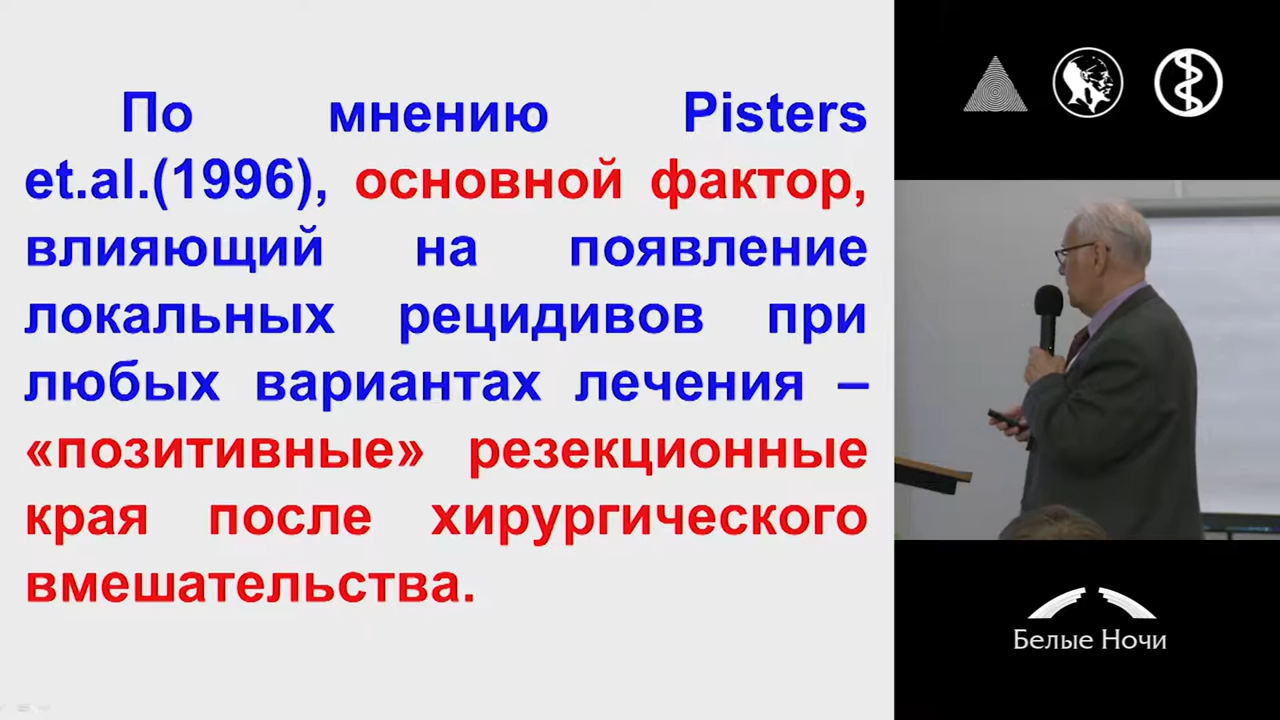 По мнению Pisters
et.al.(1996), основной фактор,
влияющий на появление
локальных рецидивов при
любых вариантах лечения –
«позитивные» резекционные
края после хирургического
вмешательства.
Белые Ночи